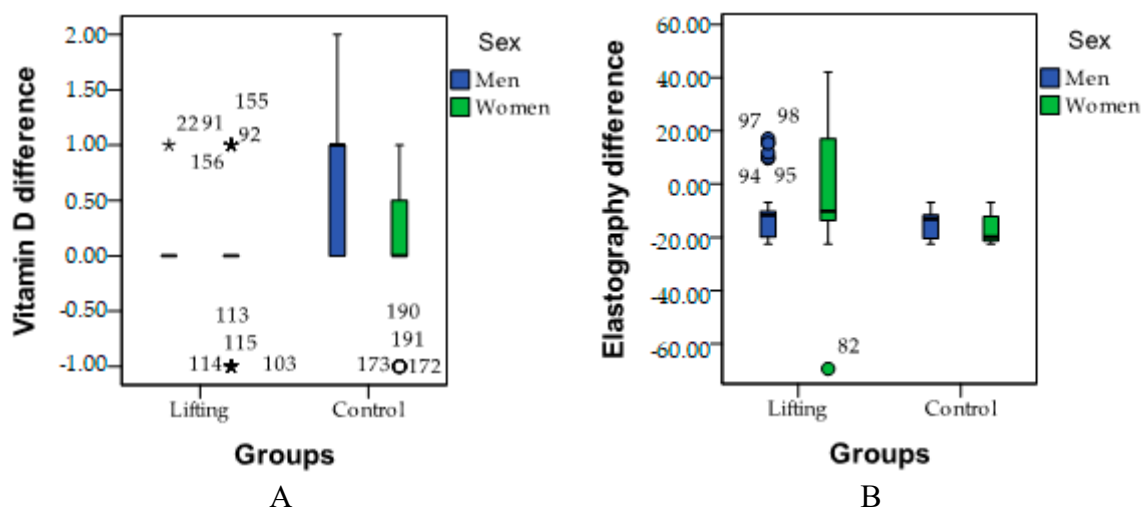 Vitamin D difference
2.00
1.50
1.00
0.50
0.00
-0.50
-1.00
155
22 91
92
156
113
115
114 103
190
191
173 172
Lifting Control
Groups
Sex
Men
Women
A
Elastography difference
60.00
40.00
20.00
0.00
-20.00
-40.00
-60.00
97 98
94 95
82
Lifting Control
Groups
Sex
Men
Women
B